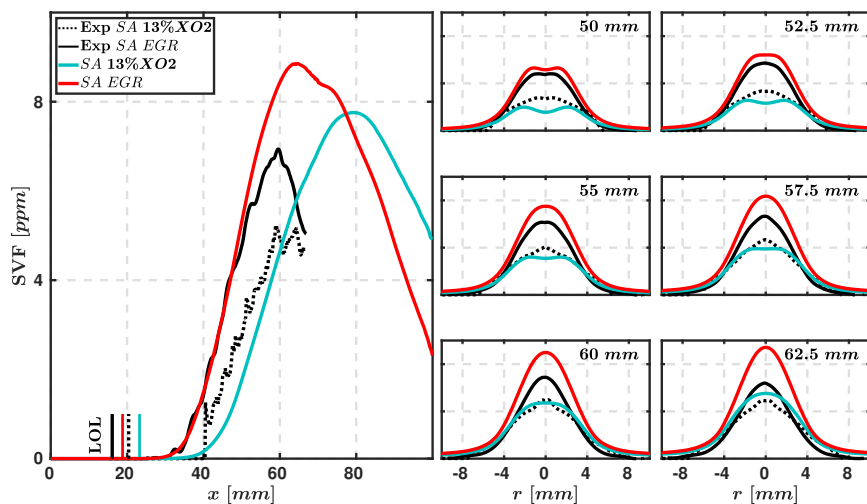 Exp SA 13%XO2
Exp SA EGR
SA 13%XO2
SA EGR
8
4
0
SVF [ppm]
LOL
0
20
40
60
80
x [mm]
50 mm
52.5 mm
55 mm
57.5 mm
60 mm
62.5 mm
-8 -4 0 4 8
r [mm]
-8 -4 0 4 8
r [mm]